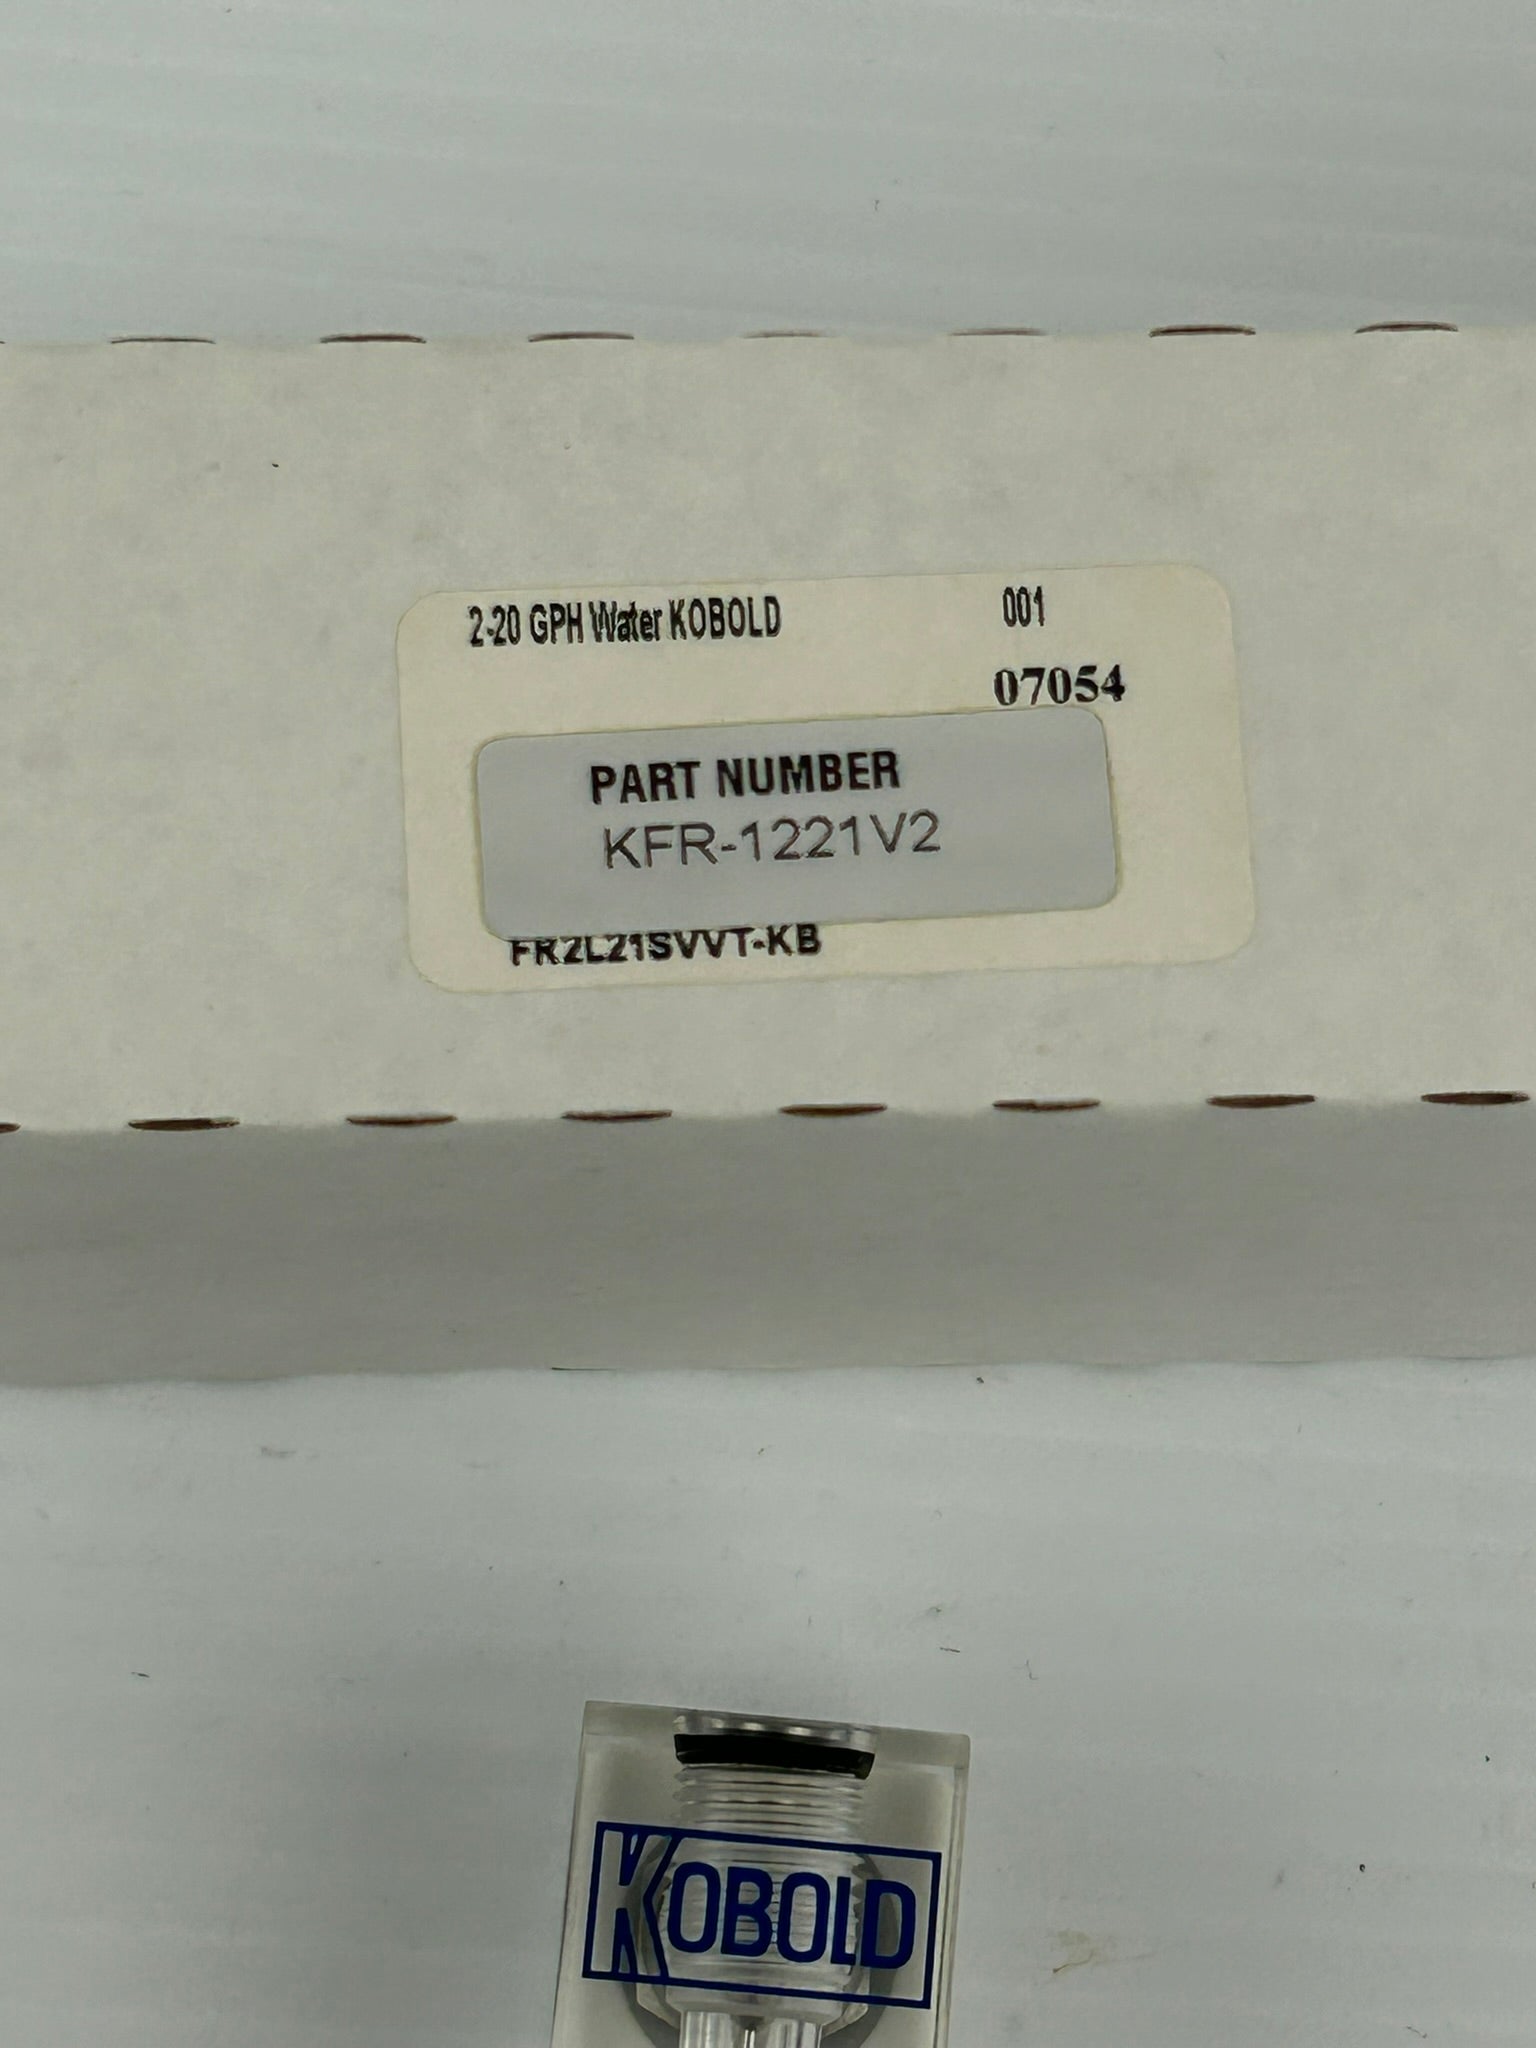 2-20 GPH Water KOBOLD 001
07054
PART NUMBER
KFR-1221V2
FR2L21SVVT-KB
KOBOLD